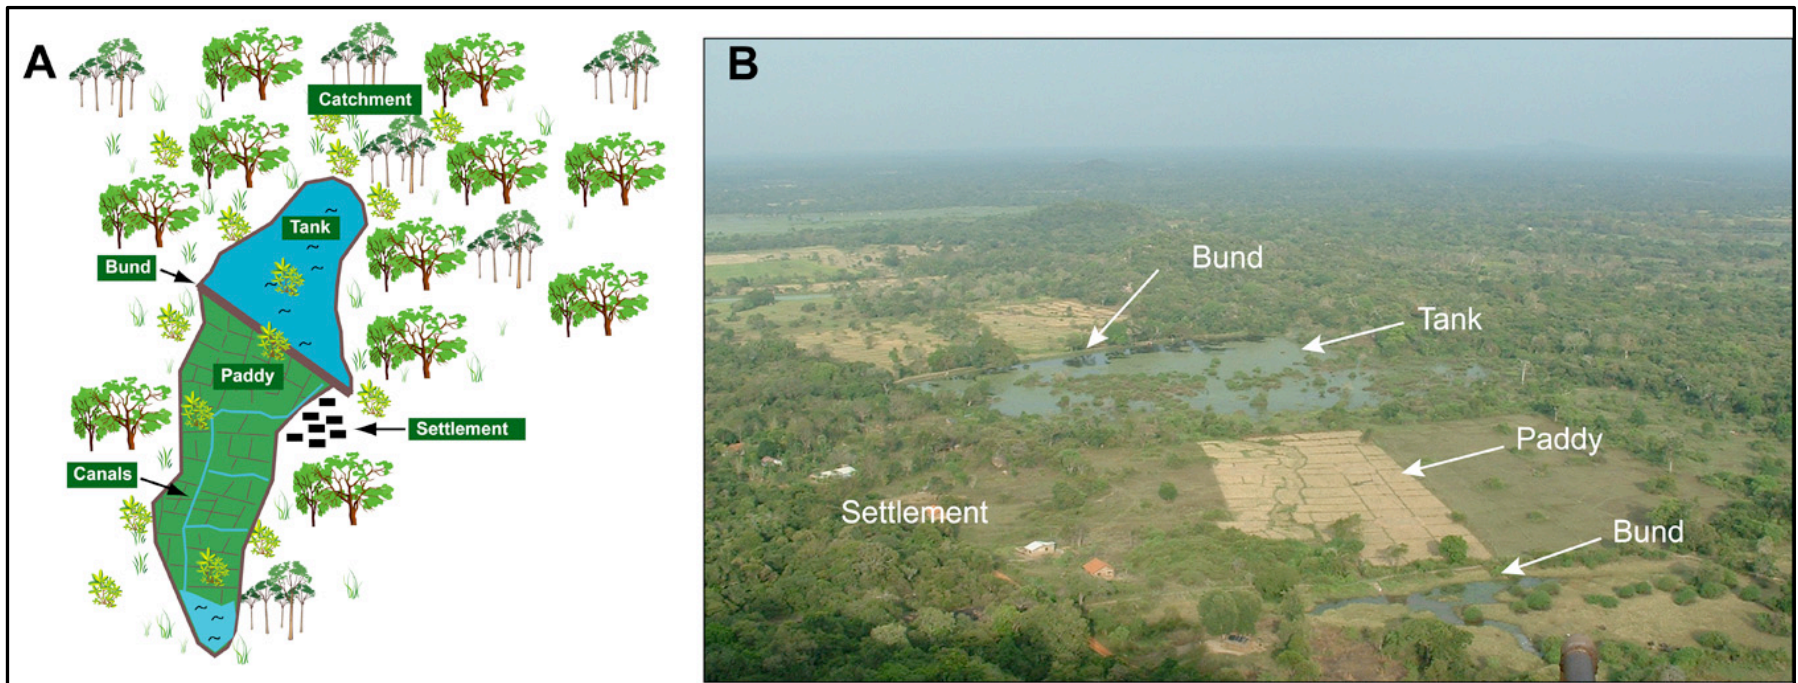 A
Catchment
Tank
Bund
Paddy
Settlement
Canals
B
Bund
Tank
Paddy
Settlement
Bund